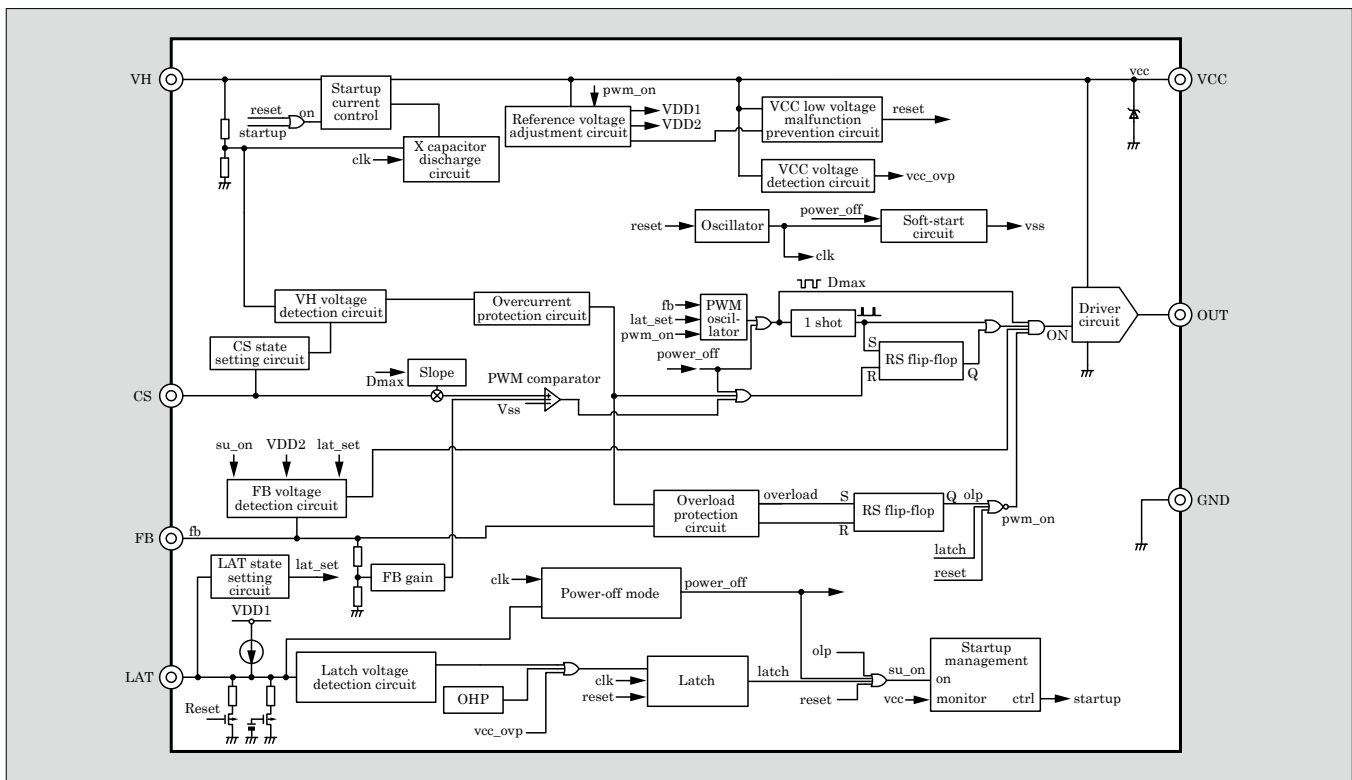 VH
VCC
vcc
reset
startup
on
Startup
current
control
pwm_on
Reference voltage
adjustment circuit
VDD1
VDD2
VCC low voltage
malfunction
prevention circuit
reset
clk
X capacitor
discharge
circuit
VCC voltage
detection circuit
vcc_ovp
reset
Oscillator
power_off
Soft-start
circuit
vss
clk
VH voltage
detection circuit
Overcurrent
protection circuit
fb
lat_set
pwm_on
PWM
oscil-
lator
Dmax
1 shot
Driver
circuit
OUT
ON
CS state
setting circuit
power_off
S
R
RS flip-flop
Q
CS
Dmax
Slope
PWM comparator
Vss
su_on
VDD2
lat_set
FB voltage
detection circuit
Overload
protection
circuit
overload
S
R
RS flip-flop
Q
olp
pwm_on
latch
reset
GND
FB
fb
LAT state
setting
circuit
lat_set
FB gain
clk
Power-off mode
power_off
VDD1
LAT
Latch voltage
detection circuit
OHP
vcc_ovp
clk
reset
Latch
latch
olp
reset
su_on
vcc
Startup
management
on
monitor
ctrl
startup
Reset